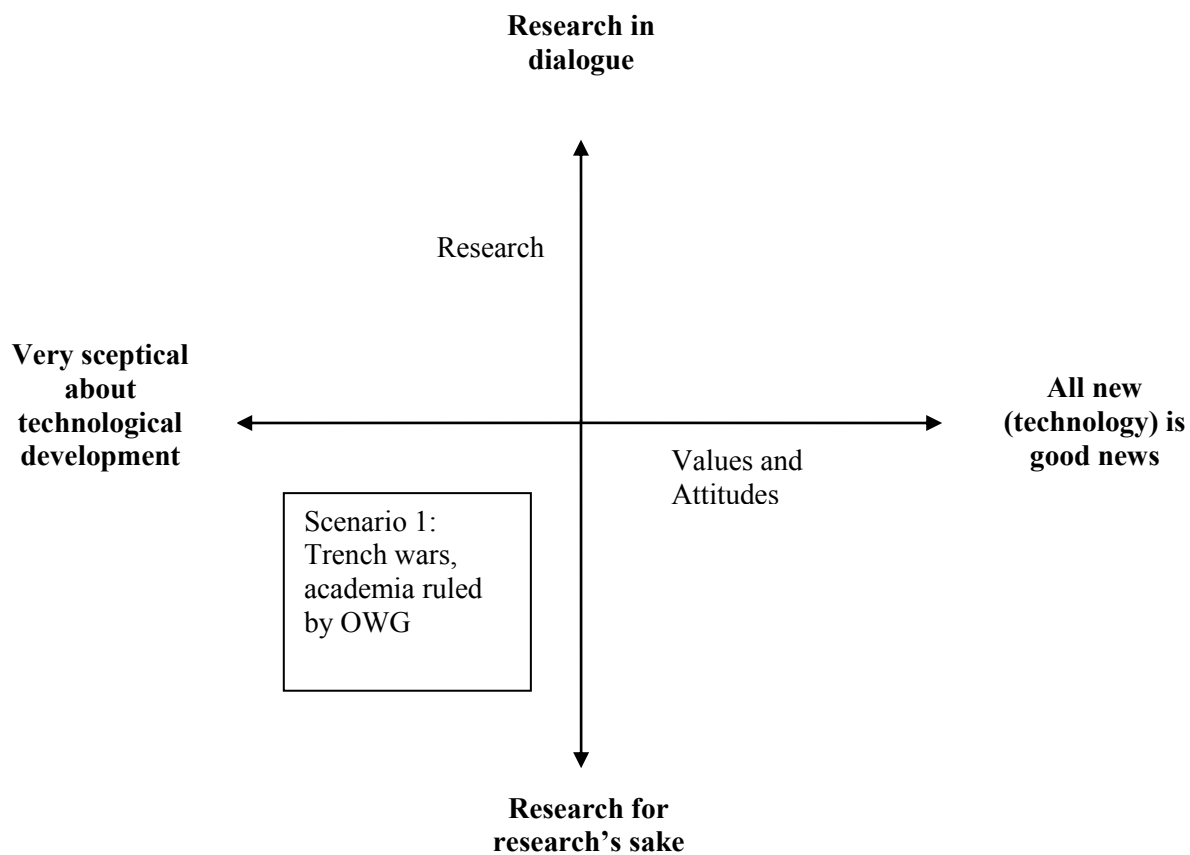 Research in
dialogue
Research
Very sceptical
about
technological
development
All new
(technology) is
good news
Values and
Attitudes
Scenario 1:
Trench wars,
academia ruled
by OWG
Research for
research’s sake